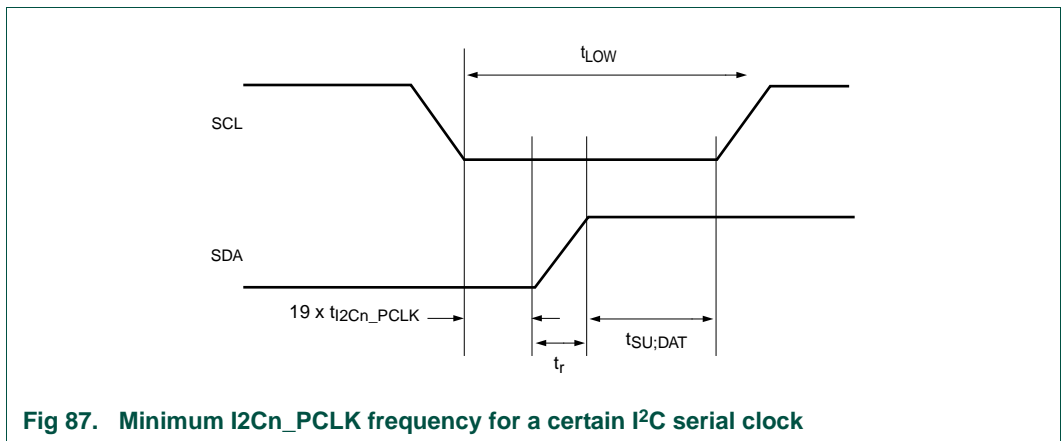 tLOW
SCL
SDA
19 x tI2Cn_PCLK
tr
tSU;DAT
Fig 87. Minimum I2Cn_PCLK frequency for a certain I²C serial clock